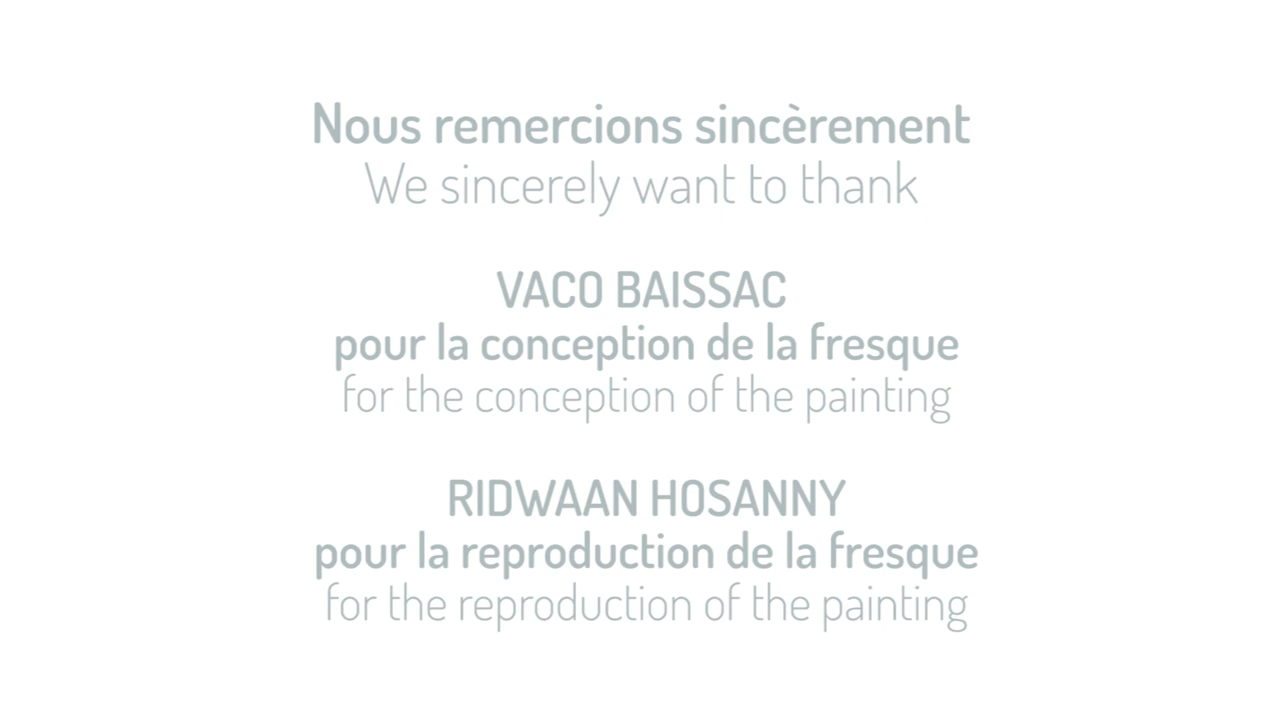 Nous remercions sincèrement
We sincerely want to thank
VACO BAISSAC
pour la conception de la fresque
for the conception of the painting
RIDWAAN HOSANNY
pour la reproduction de la fresque
for the reproduction of the painting